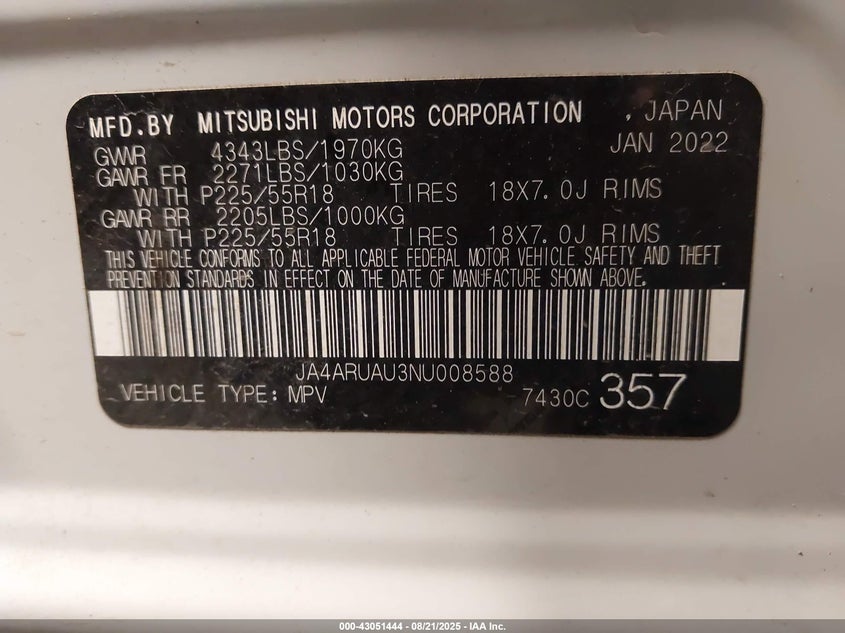 MFD.BY MITSUBISHI MOTORS CORPORATION , JAPAN
GVWR 4343LBS/1970KG JAN 2022
GAWR FR 2271LBS/1030KG
WITH P225/55R18 TIRES 18X7.0J RIMS
GAWR RR 2205LBS/1000KG
WITH P225/55R18 TIRES 18X7.0J RIMS
THIS VEHICLE CONFORMS TO ALL APPLICABLE FEDERAL MOTOR VEHICLE SAFETY AND THEFT
PREVENTION STANDARDS IN EFFECT ON THE DATE OF MANUFACTURE SHOWN ABOVE.
JA4ARUAU3NU008588
VEHICLE TYPE: MPV 7430C 357
000-43051444 - 08/21/2025 - IAA Inc.